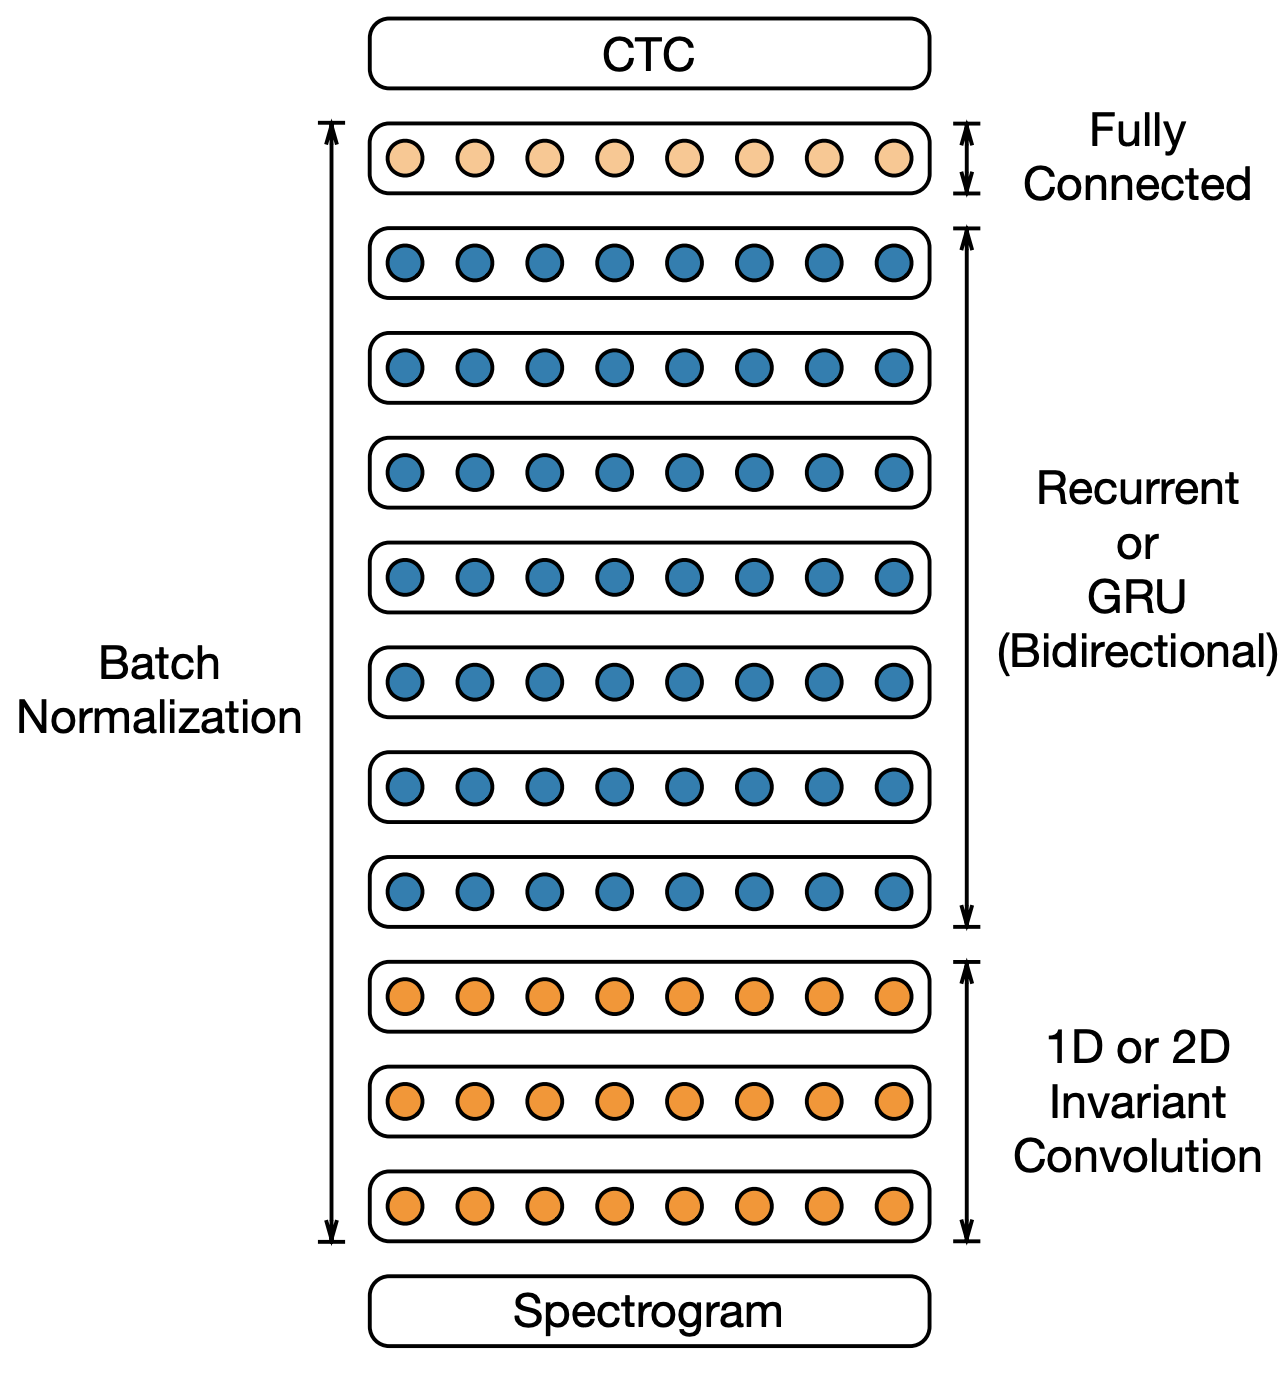 CTC
Fully
Connected
Recurrent
or
GRU
(Bidirectional)
Batch
Normalization
1D or 2D
Invariant
Convolution
Spectrogram